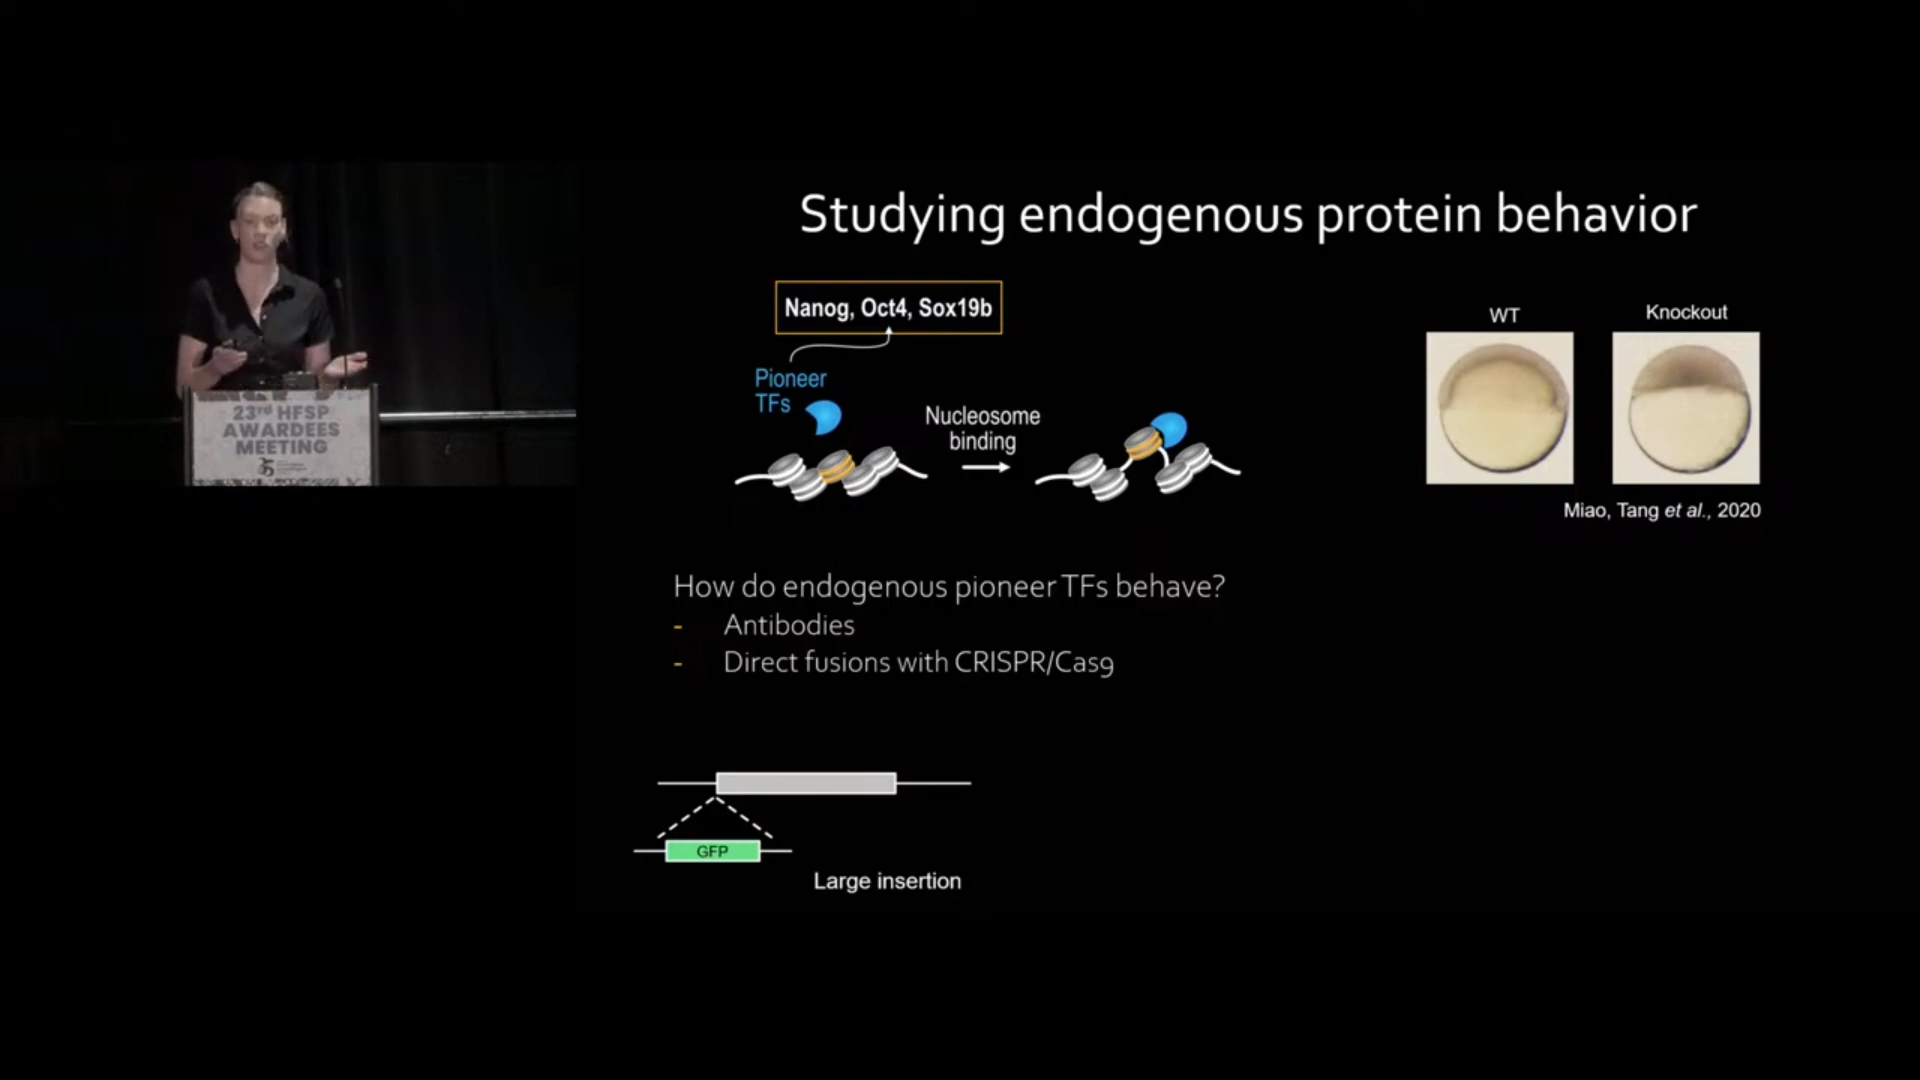 23rd HFSP
AWARDEES
MEETING
35
Studying endogenous protein behavior
Nanog, Oct4, Sox19b
Pioneer
TFs
Nucleosome
binding
WT
Knockout
Miao, Tang et al., 2020
How do endogenous pioneer TFs behave?
- Antibodies
- Direct fusions with CRISPR/Cas9
GFP
Large insertion